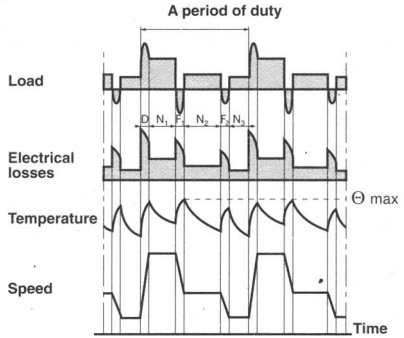 A period of duty
Load
D N₁ F₁ N₂ F₂ N₃
Electrical
losses
Θ max
Temperature
Speed
Time